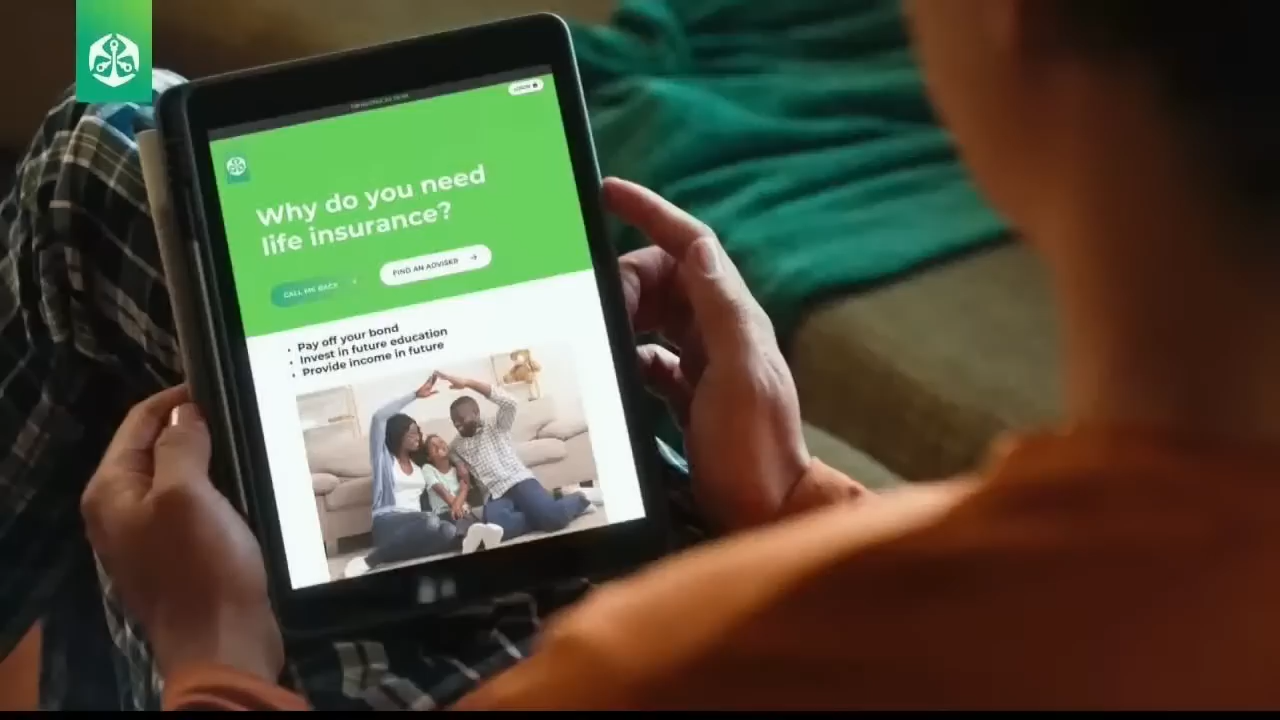 LOGIN
Why do you need
life insurance?
CALL ME BACK
FIND AN ADVISER
• Pay off your bond
• Invest in future education
• Provide income in future